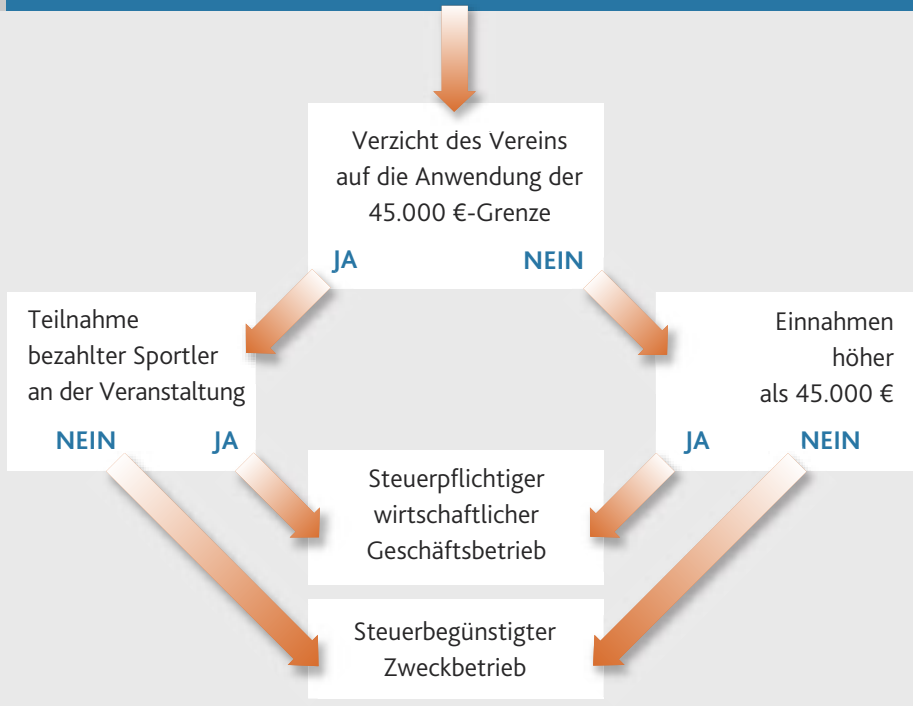 Verzicht des Vereins
auf die Anwendung der
45.000 €-Grenze
JA NEIN
Teilnahme
bezahlter Sportler
an der Veranstaltung
NEIN JA
Einnahmen
höher
als 45.000 €
JA NEIN
Steuerpflichtiger
wirtschaftlicher
Geschäftsbetrieb
Steuerbegünstigter
Zweckbetrieb